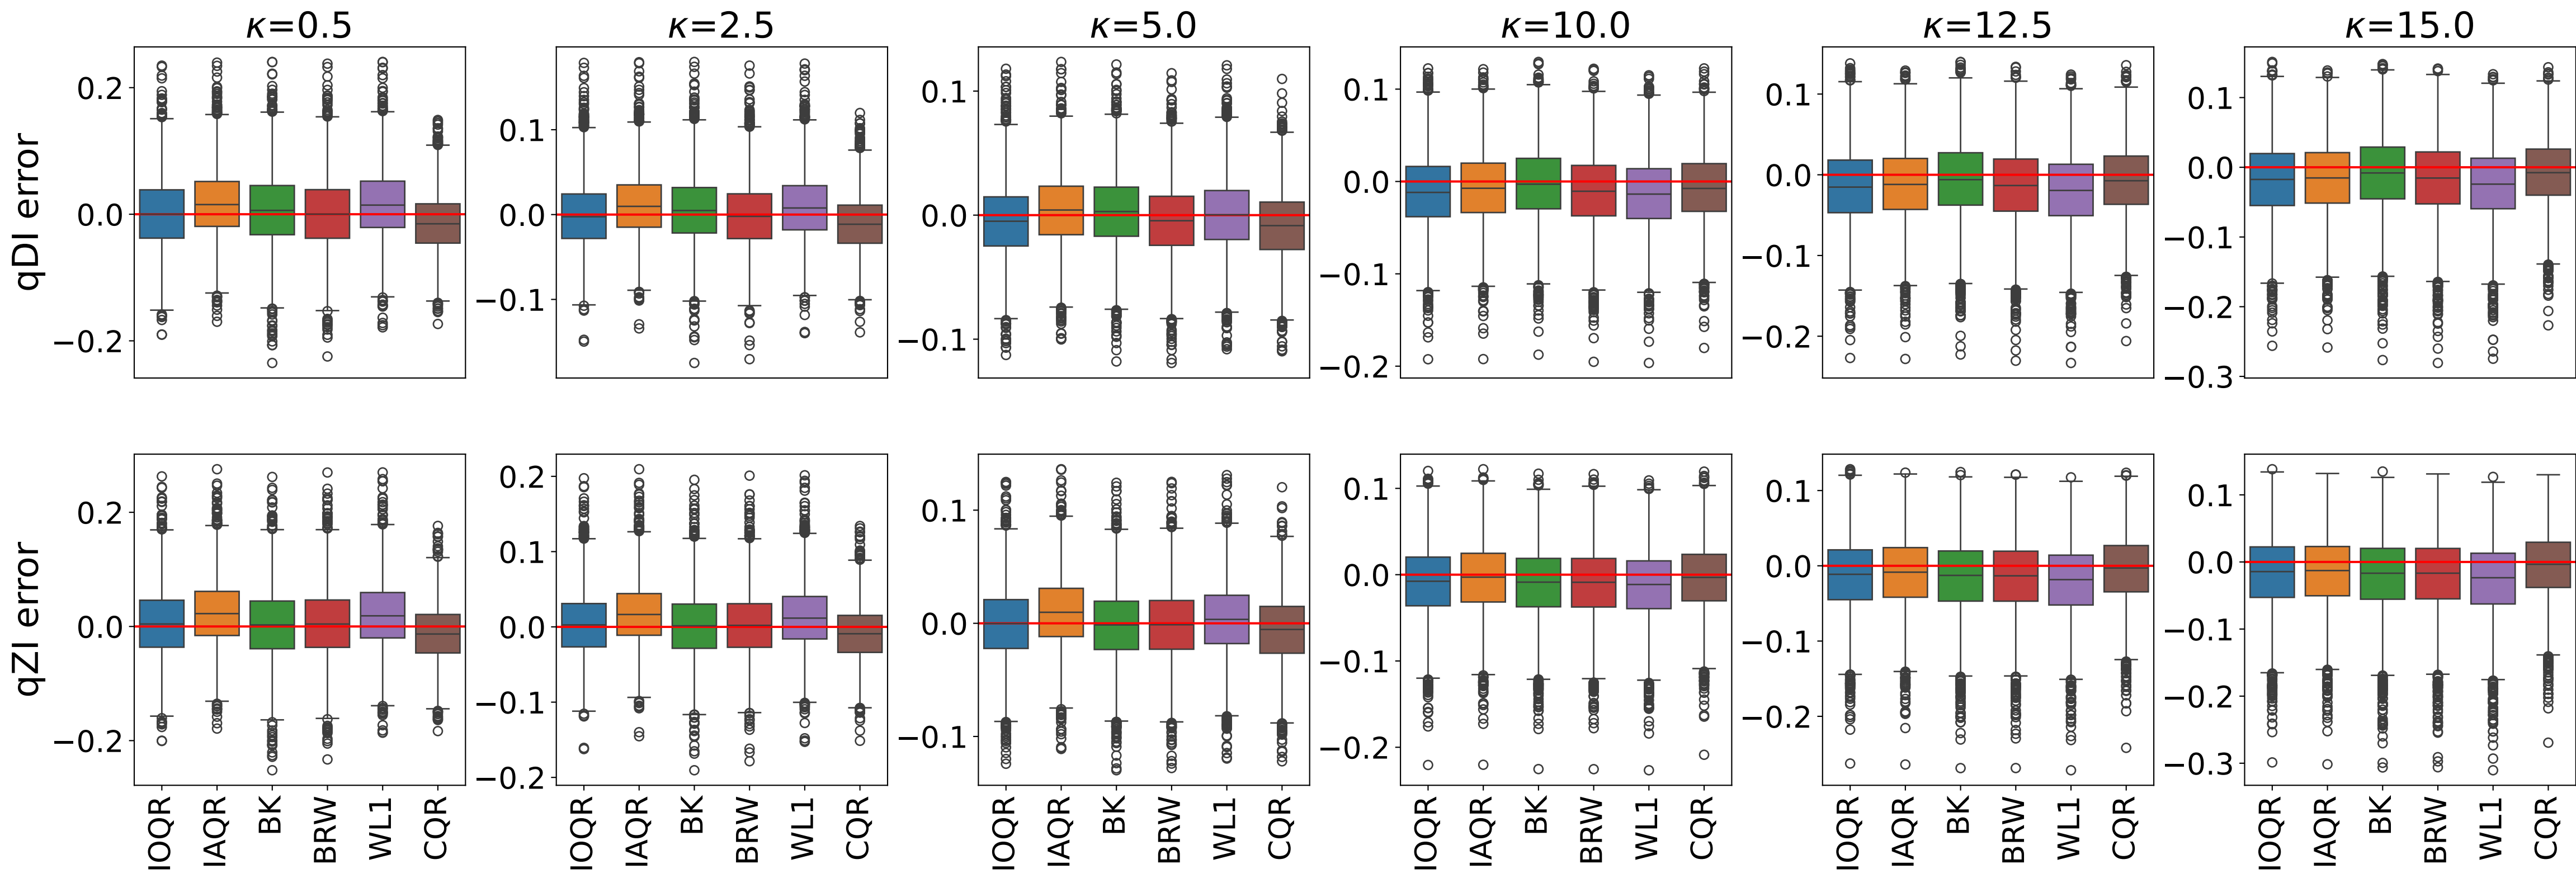 κ=0.5 κ=2.5 κ=5.0 κ=10.0 κ=12.5 κ=15.0
qDI error
0.2 0.0 −0.2
0.1 0.0 −0.1
0.1 0.0 −0.1
0.1 0.0 −0.1 −0.2
0.1 0.0 −0.1 −0.2
0.1 0.0 −0.1 −0.2 −0.3
qZI error
0.2 0.0 −0.2
0.2 0.1 0.0 −0.1 −0.2
0.1 0.0 −0.1
0.1 0.0 −0.1 −0.2
0.1 0.0 −0.1 −0.2
0.1 0.0 −0.1 −0.2 −0.3
IOQR IAQR BK BRW WL1 CQR
IOQR IAQR BK BRW WL1 CQR
IOQR IAQR BK BRW WL1 CQR
IOQR IAQR BK BRW WL1 CQR
IOQR IAQR BK BRW WL1 CQR
IOQR IAQR BK BRW WL1 CQR